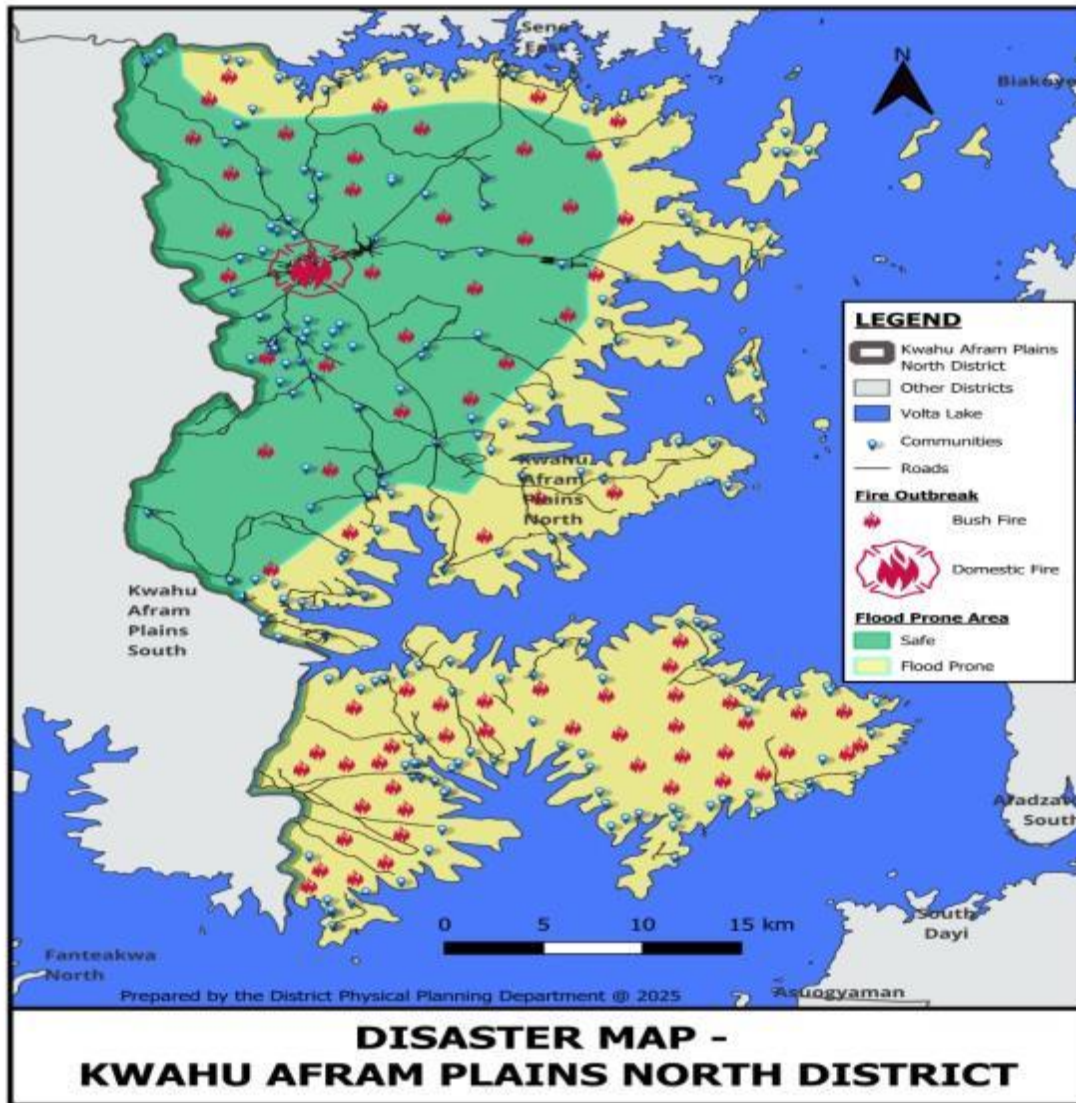 Sene
East
N
Biakoye
LEGEND
Kwahu Afram Plains
North District
Other Districts
Volta Lake
Communities
Roads
Fire Outbreak
Bush Fire
Domestic Fire
Flood Prone Area
Safe
Flood Prone
Kwahu
Afram
Plains
North
Kwahu
Afram
Plains
South
South
South
Dayi
Fanteakwa
North
0 5 10 15 km
Prepared by the District Physical Planning Department @ 2025
Asuogyaman
DISASTER MAP -
KWAHU AFRAM PLAINS NORTH DISTRICT